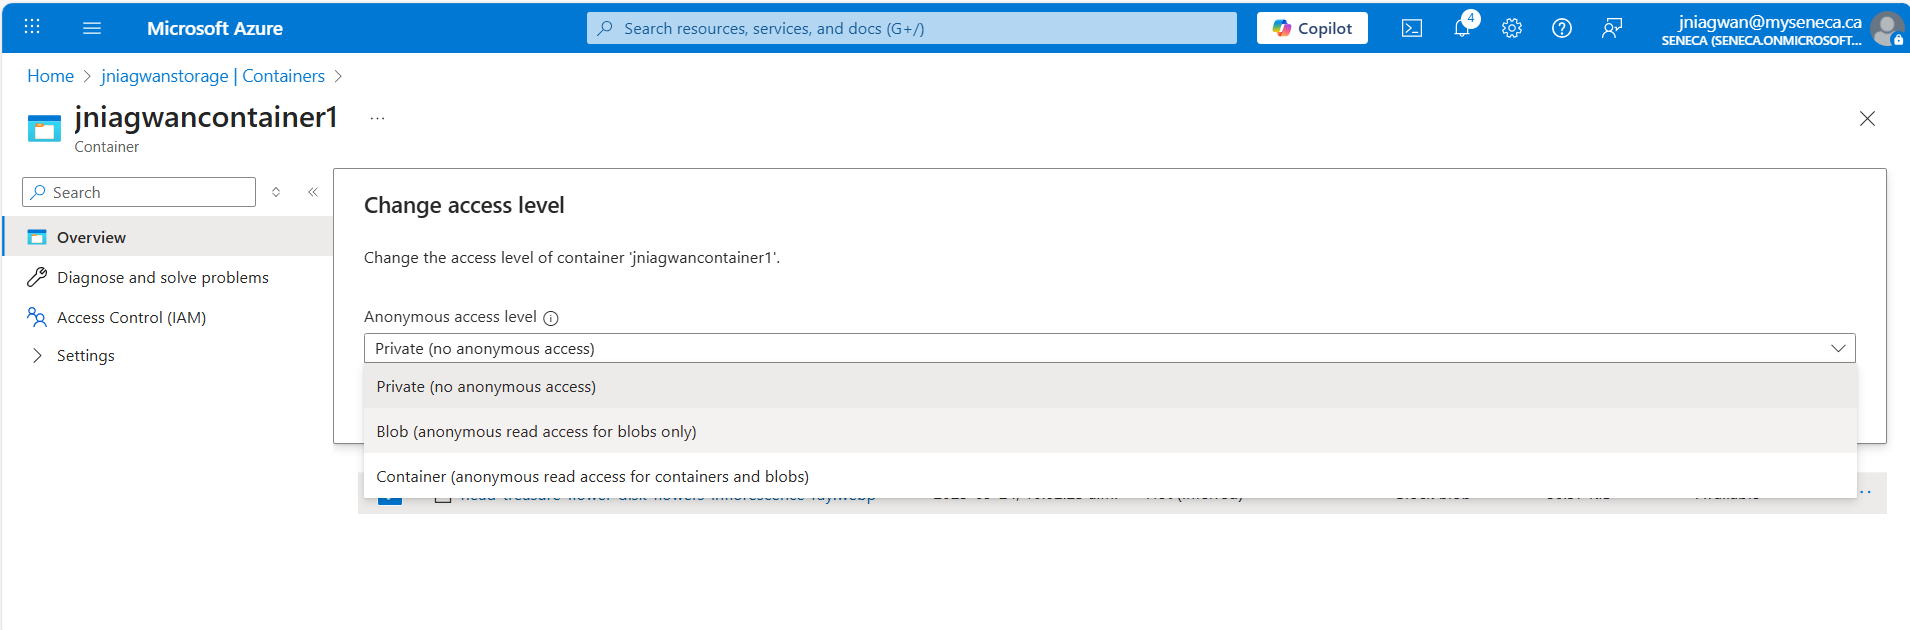 Microsoft Azure
Search resources, services, and docs (G+/)
Copilot
4
jniagwan@myseneca.ca
SENECA (SENECA.ONMICROSOFT...
Home > jniagwanstorage | Containers >
jniagwancontainer1 ...
Container
Search
Overview
Diagnose and solve problems
Access Control (IAM)
Settings
Change access level
Change the access level of container 'jniagwancontainer1'.
Anonymous access level
Private (no anonymous access)
Private (no anonymous access)
Blob (anonymous read access for blobs only)
Container (anonymous read access for containers and blobs)